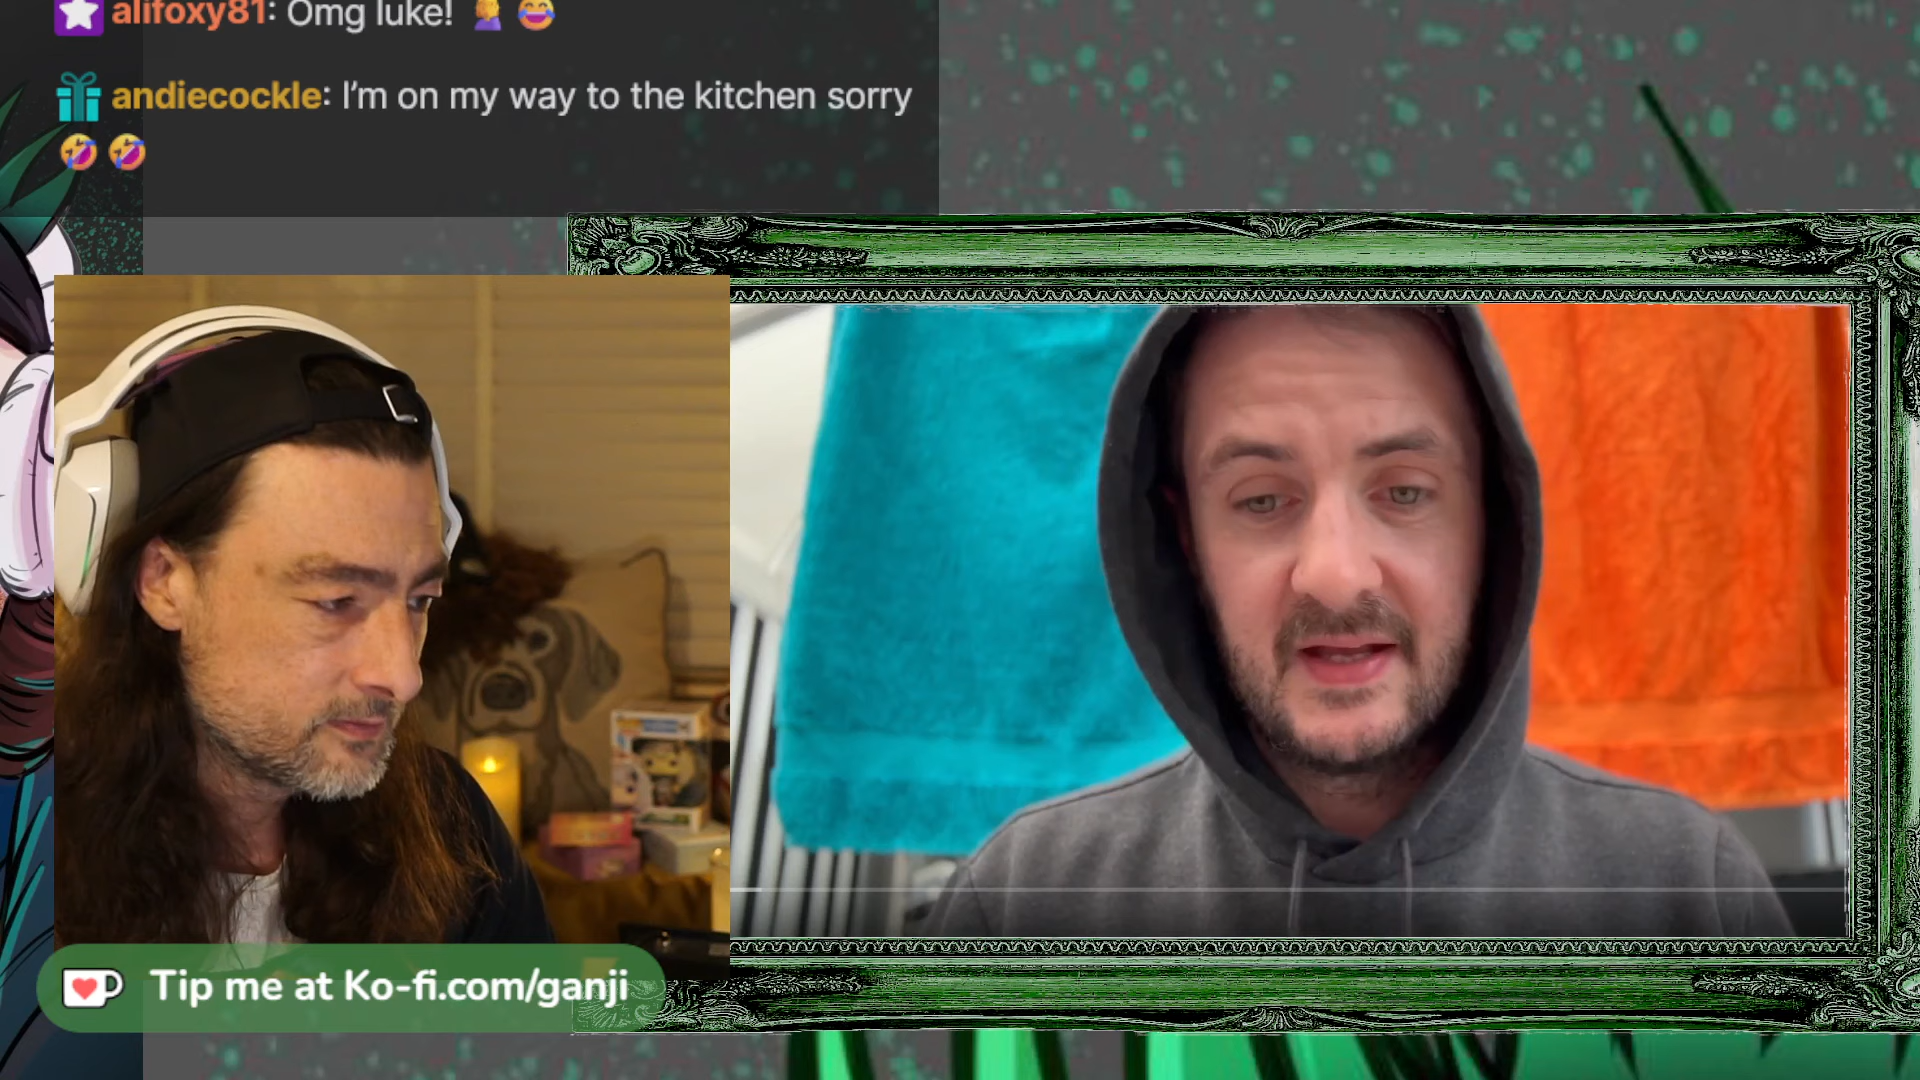 alifoxy81: Omg luke! 🤦‍♀️ 😂
andiecockle: I'm on my way to the kitchen sorry
🤣 🤣
Tip me at Ko-fi.com/ganji